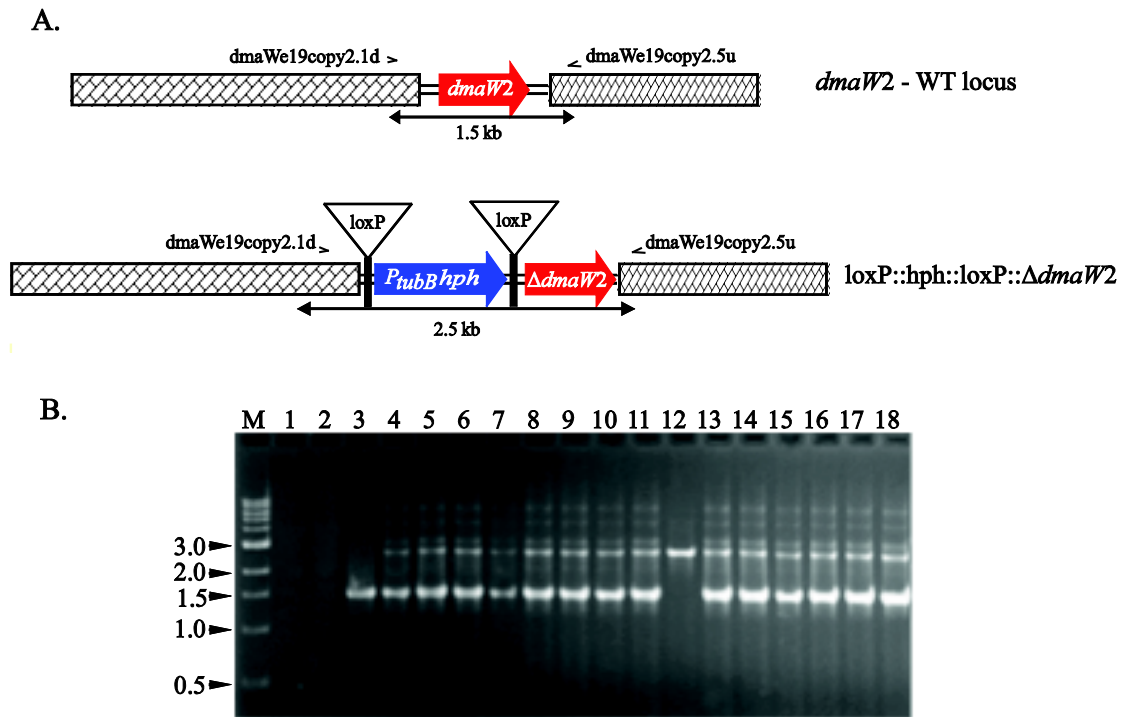 A.
dmaWe19copy2.1d
dmaWe19copy2.5u
dmaW2
dmaW2 - WT locus
1.5 kb
loxP
loxP
dmaWe19copy2.1d
dmaWe19copy2.5u
PtubBhph
ΔdmaW2
loxP::hph::loxP::ΔdmaW2
2.5 kb
B.
M 1 2 3 4 5 6 7 8 9 10 11 12 13 14 15 16 17 18
3.0
2.0
1.5
1.0
0.5